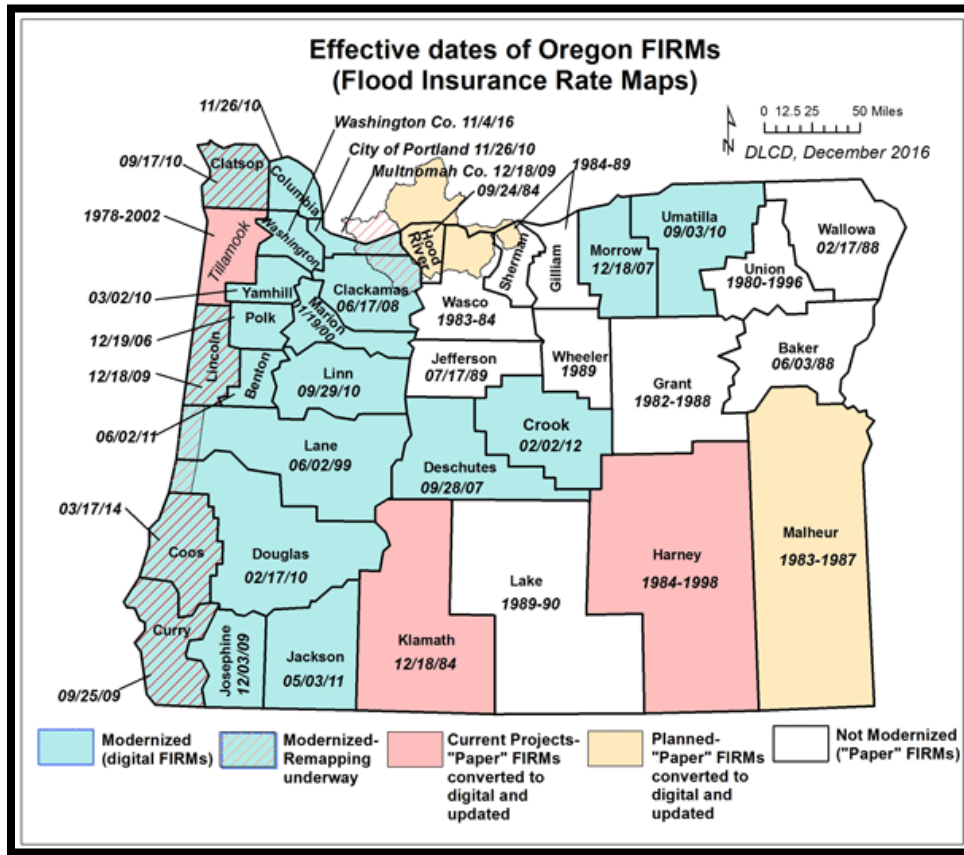 Effective dates of Oregon FIRMs
(Flood Insurance Rate Maps)
0 12.5 25 50 Miles
N
DLCD, December 2016
11/26/10
Washington Co. 11/4/16
City of Portland 11/26/10
Multnomah Co. 12/18/09
09/24/84
1984-89
09/17/10
Clatsop
Columbia
1978-2002
Tillamook
Washington
Hood
River
Sherman
Gilliam
Morrow
12/18/07
Umatilla
09/03/10
Union
1980-1996
Wallowa
02/17/88
03/02/10
Yamhill
Clackamas
06/17/08
Marion
Wasco
1983-84
12/19/06
Polk
Lincoln
12/18/09
Benton
06/02/11
Linn
09/29/10
Jefferson
07/17/89
Wheeler
1989
Grant
1982-1988
Baker
06/03/88
Lane
06/02/99
Crook
02/02/12
Deschutes
09/28/07
03/17/14
Coos
Douglas
02/17/10
Lake
1989-90
Harney
1984-1998
Malheur
1983-1987
Curry
09/25/09
Josephine
12/03/09
Jackson
05/03/11
Klamath
12/18/84
Modernized
(digital FIRMs)
Modernized-
Remapping
underway
Current Projects-
"Paper" FIRMs
converted to
digital and
updated
Planned-
"Paper" FIRMs
converted to
digital and
updated
Not Modernized
("Paper" FIRMs)